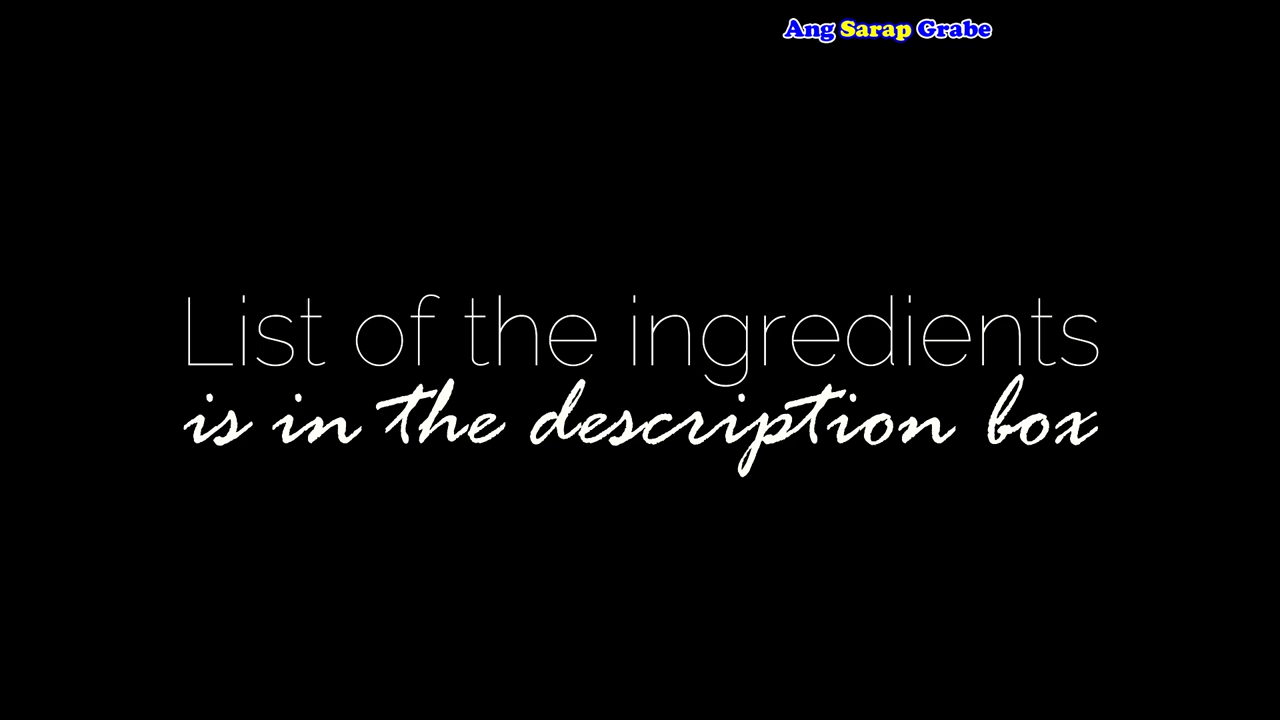 Ang Sarap Grabe
List of the ingredients
is in the description box